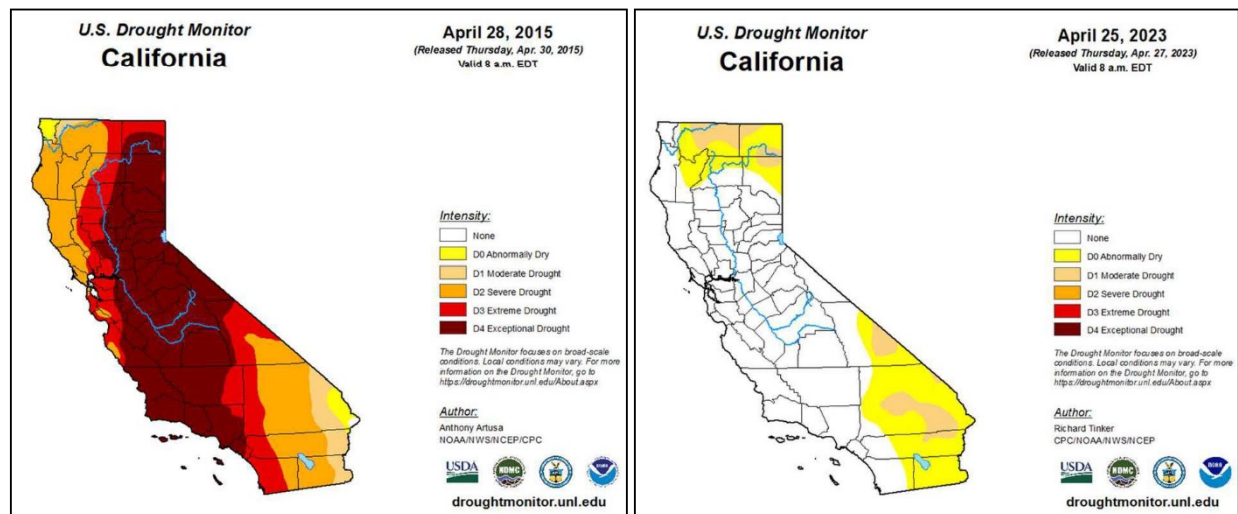 U.S. Drought Monitor
California
April 28, 2015
(Released Thursday, Apr. 30, 2015)
Valid 8 a.m. EDT
Intensity:
None
D0 Abnormally Dry
D1 Moderate Drought
D2 Severe Drought
D3 Extreme Drought
D4 Exceptional Drought
The Drought Monitor focuses on broad-scale
conditions. Local conditions may vary. For more
information on the Drought Monitor, go to
https://droughtmonitor.unl.edu/About.aspx
Author:
Anthony Artusa
NOAA/NWS/NCEP/CPC
USDA
NDMC
droughtmonitor.unl.edu
U.S. Drought Monitor
California
April 25, 2023
(Released Thursday, Apr. 27, 2023)
Valid 8 a.m. EDT
Intensity:
None
D0 Abnormally Dry
D1 Moderate Drought
D2 Severe Drought
D3 Extreme Drought
D4 Exceptional Drought
The Drought Monitor focuses on broad-scale
conditions. Local conditions may vary. For more
information on the Drought Monitor, go to
https://droughtmonitor.unl.edu/About.aspx
Author:
Richard Tinker
CPC/NOAA/NWS/NCEP
USDA
NDMC
droughtmonitor.unl.edu